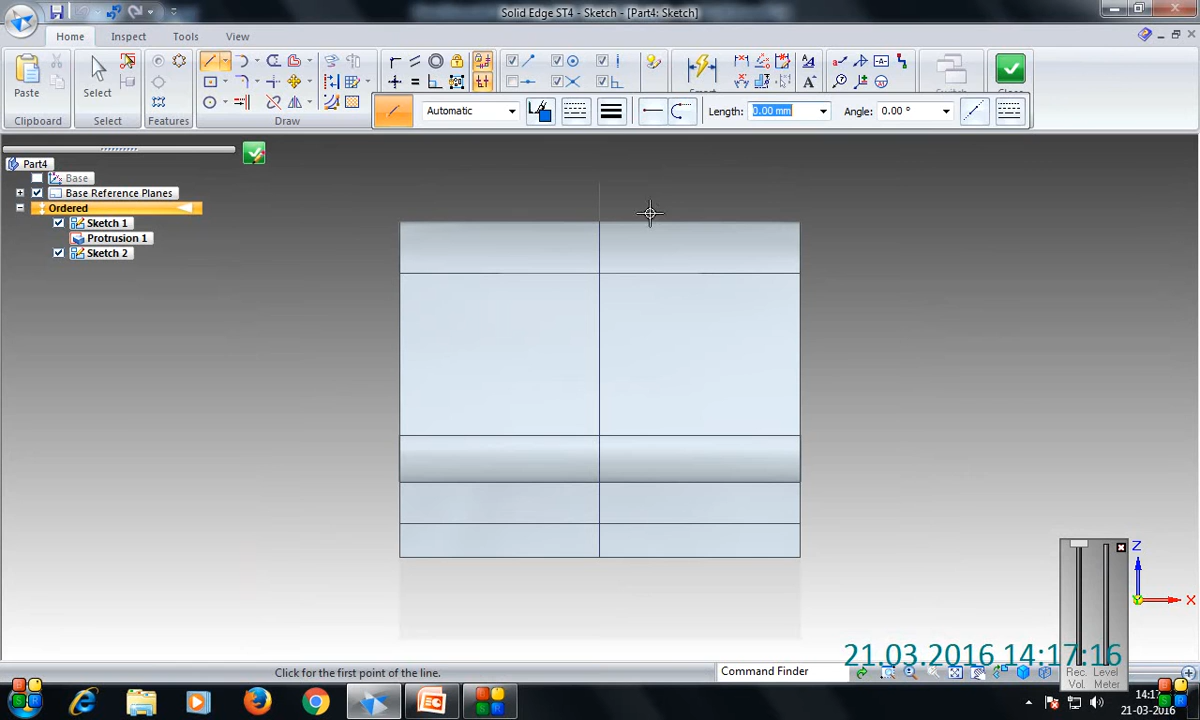 Solid Edge ST4 - Sketch - [Part4: Sketch]
Home Inspect Tools View
Paste
Select
Clipboard
Select
Features
Draw
Automatic
Length: 0.00 mm
Angle: 0.00 °
Part4
Base
Base Reference Planes
Ordered
Sketch 1
Protrusion 1
Sketch 2
Z
X
Rec. Vol.
Level Meter
21.03.2016 14:17:16
Click for the first point of the line.
Command Finder
21-03-2016